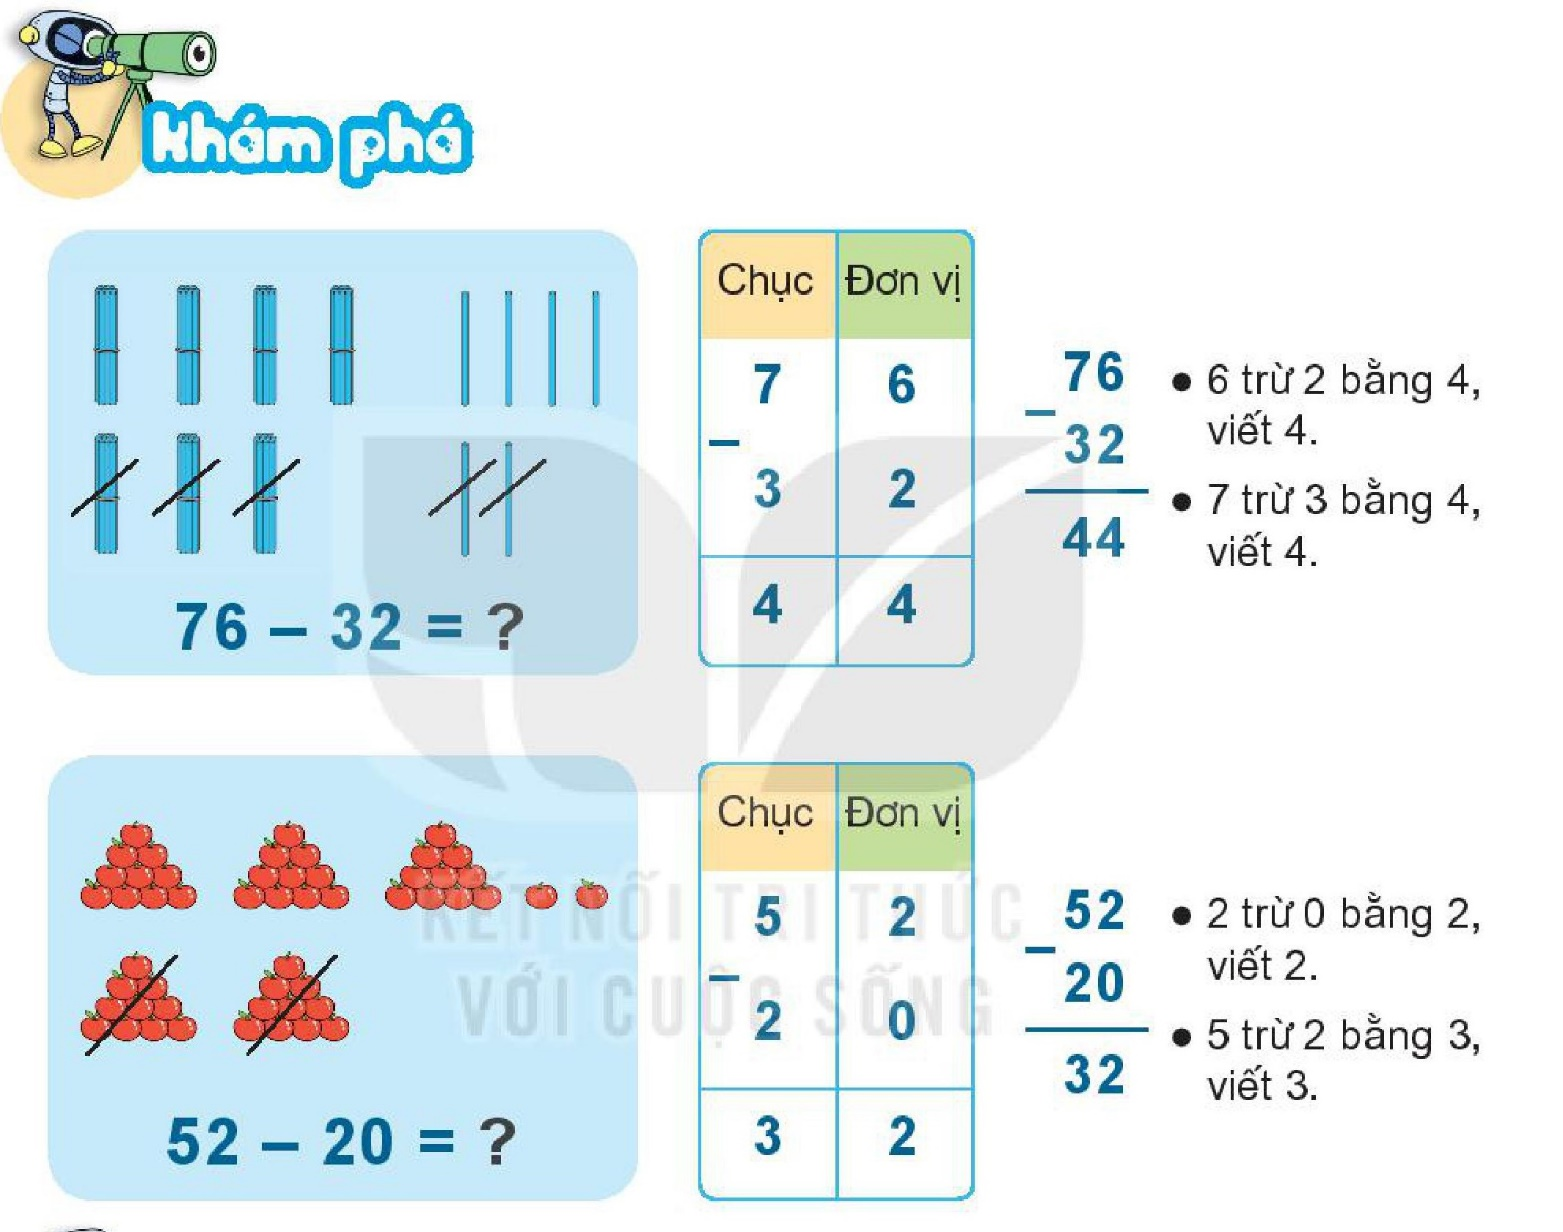 Khám phá
76 – 32 = ?
Chục Đơn vị
7 6
–
3 2
4 4
76
–
32
44
• 6 trừ 2 bằng 4,
viết 4.
• 7 trừ 3 bằng 4,
viết 4.
52 – 20 = ?
Chục Đơn vị
5 2
–
2 0
3 2
52
–
20
32
• 2 trừ 0 bằng 2,
viết 2.
• 5 trừ 2 bằng 3,
viết 3.
KẾT NỐI TRI THỨC
VỚI CUỘC SỐNG